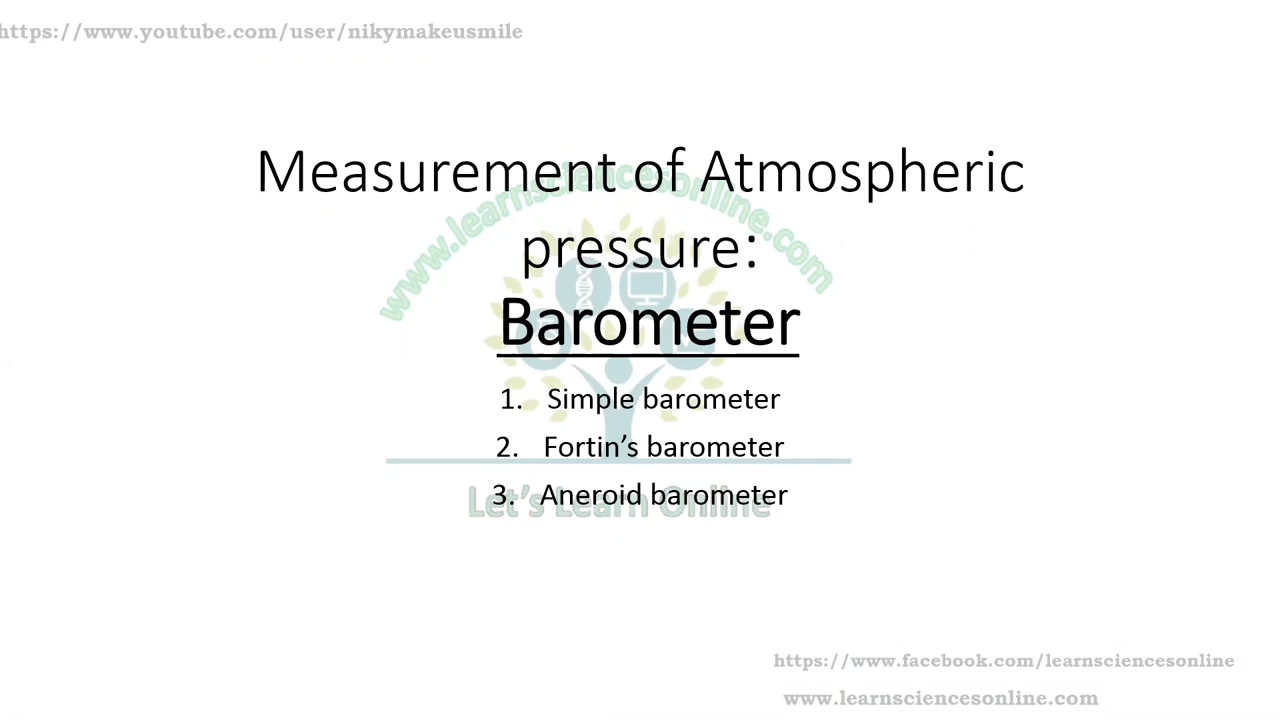 https://www.youtube.com/user/nikymakeusmile
Measurement of Atmospheric
pressure:
Barometer
www.learnsciencesonline.com
1. Simple barometer
2. Fortin’s barometer
3. Aneroid barometer
Let’s Learn Online
https://www.facebook.com/learnsciencesonline
www.learnsciencesonline.com